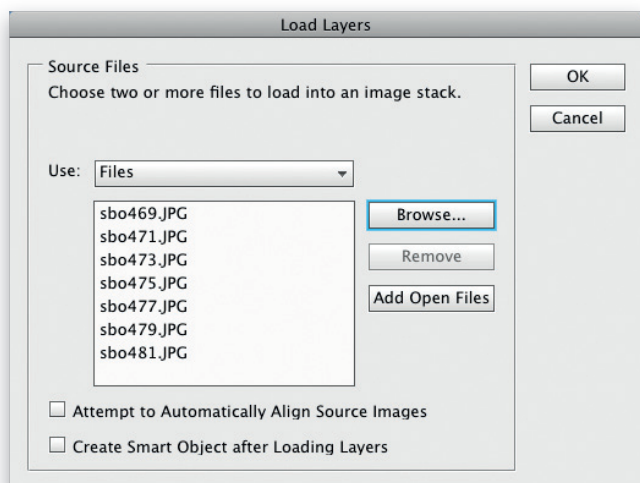 Load Layers
Source Files
Choose two or more files to load into an image stack.
OK
Cancel
Use: Files
sbo469.JPG
sbo471.JPG
sbo473.JPG
sbo475.JPG
sbo477.JPG
sbo479.JPG
sbo481.JPG
Browse...
Remove
Add Open Files
Attempt to Automatically Align Source Images
Create Smart Object after Loading Layers